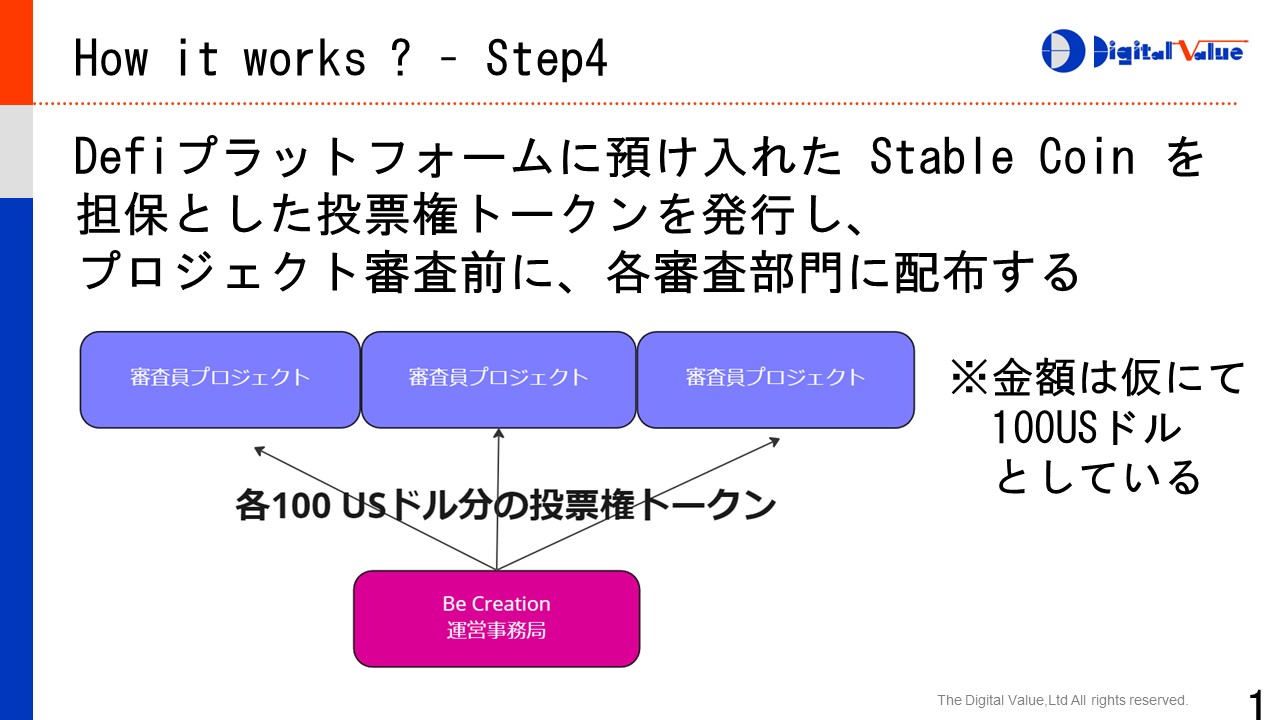 How it works ? – Step4
Digital Value
Defiプラットフォームに預け入れた Stable Coin を
担保とした投票権トークンを発行し、
プロジェクト審査前に、各審査部門に配布する
審査員プロジェクト
審査員プロジェクト
審査員プロジェクト
※金額は仮にて
100USドル
としている
各100 USドル分の投票権トークン
Be Creation
運営事務局
The Digital Value,Ltd All rights reserved.
1